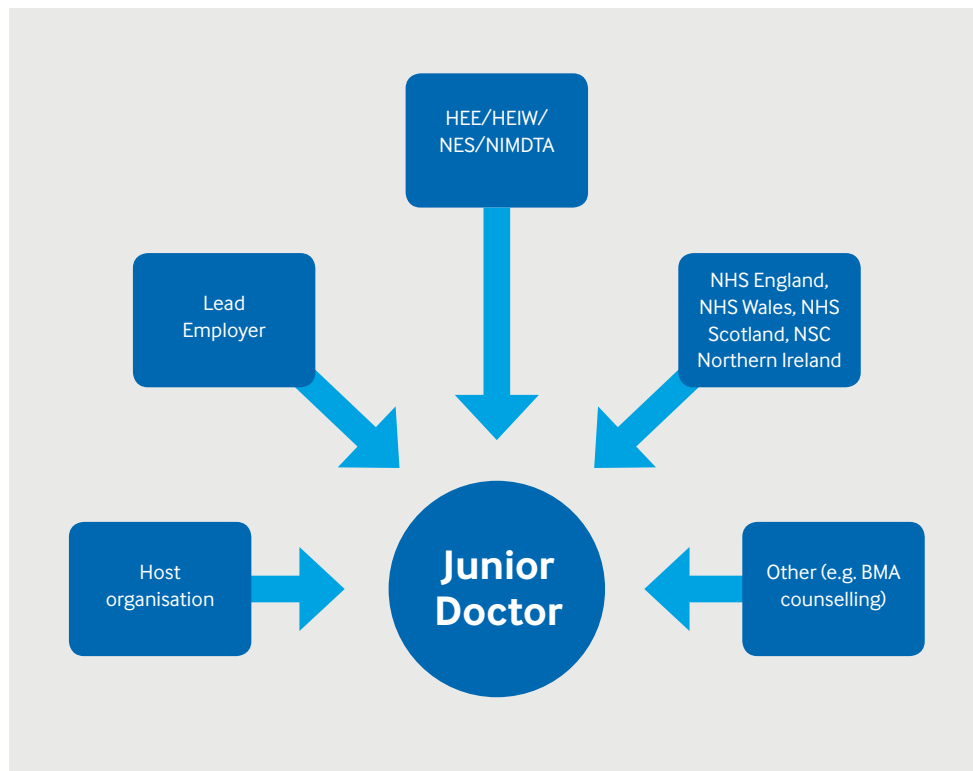 HEE/HEIW/
NES/NIMDTA
Lead
Employer
NHS England,
NHS Wales, NHS
Scotland, NSC
Northern Ireland
Host
organisation
Junior
Doctor
Other (e.g. BMA
counselling)